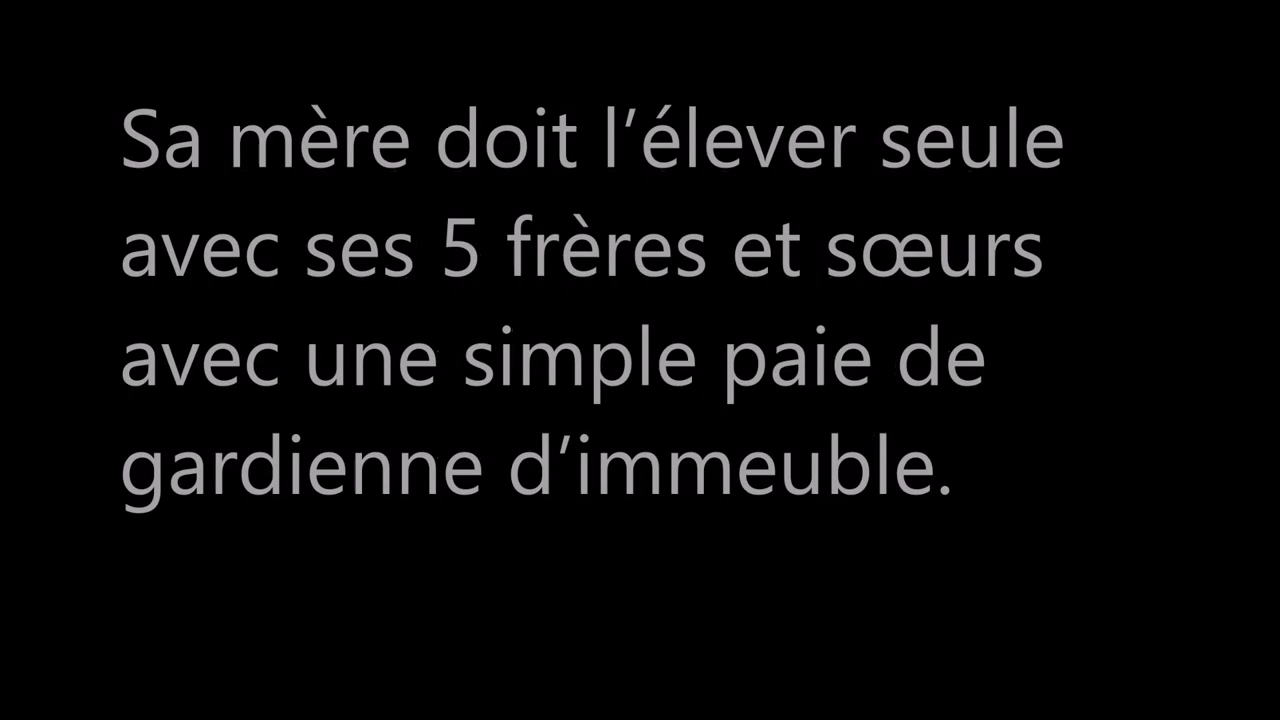 Sa mère doit l’élever seule
avec ses 5 frères et sœurs
avec une simple paie de
gardienne d’immeuble.